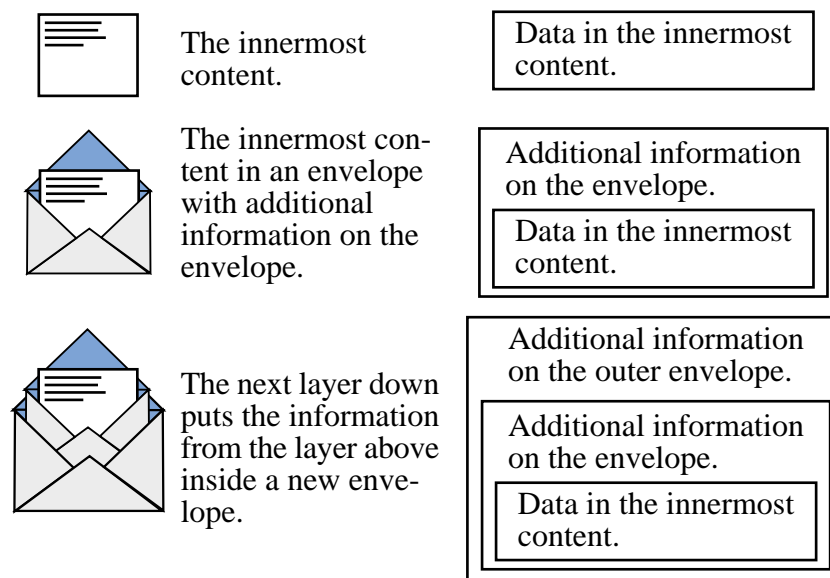 The innermost
content.
Data in the innermost
content.
The innermost con-
tent in an envelope
with additional
information on the
envelope.
Additional information
on the envelope.
Data in the innermost
content.
The next layer down
puts the information
from the layer above
inside a new enve-
lope.
Additional information
on the outer envelope.
Additional information
on the envelope.
Data in the innermost
content.